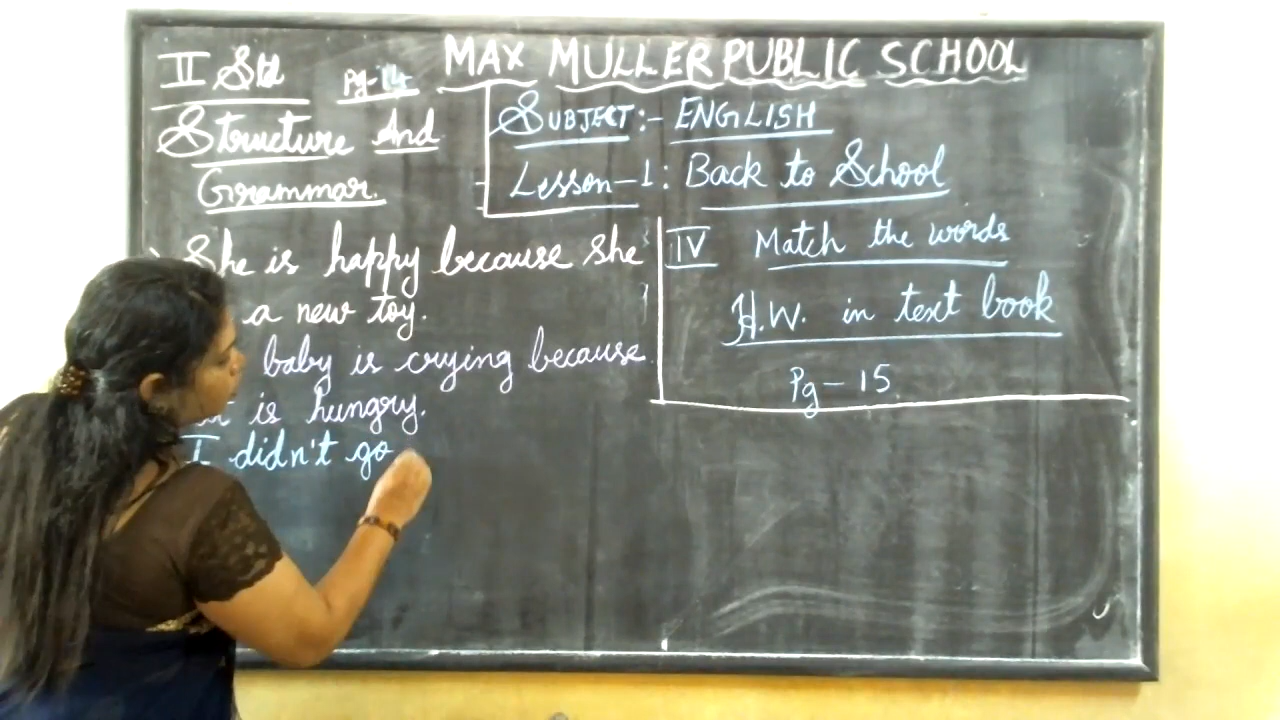 MAX MULLER PUBLIC SCHOOL
II Std Pg-14
Structure And
Grammar.
SUBJECT:- ENGLISH
Lesson-1: Back to School
She is happy because she
a new toy.
baby is crying because
it is hungry.
I didn't go
IV Match the words
H.W. in text book
Pg-15.